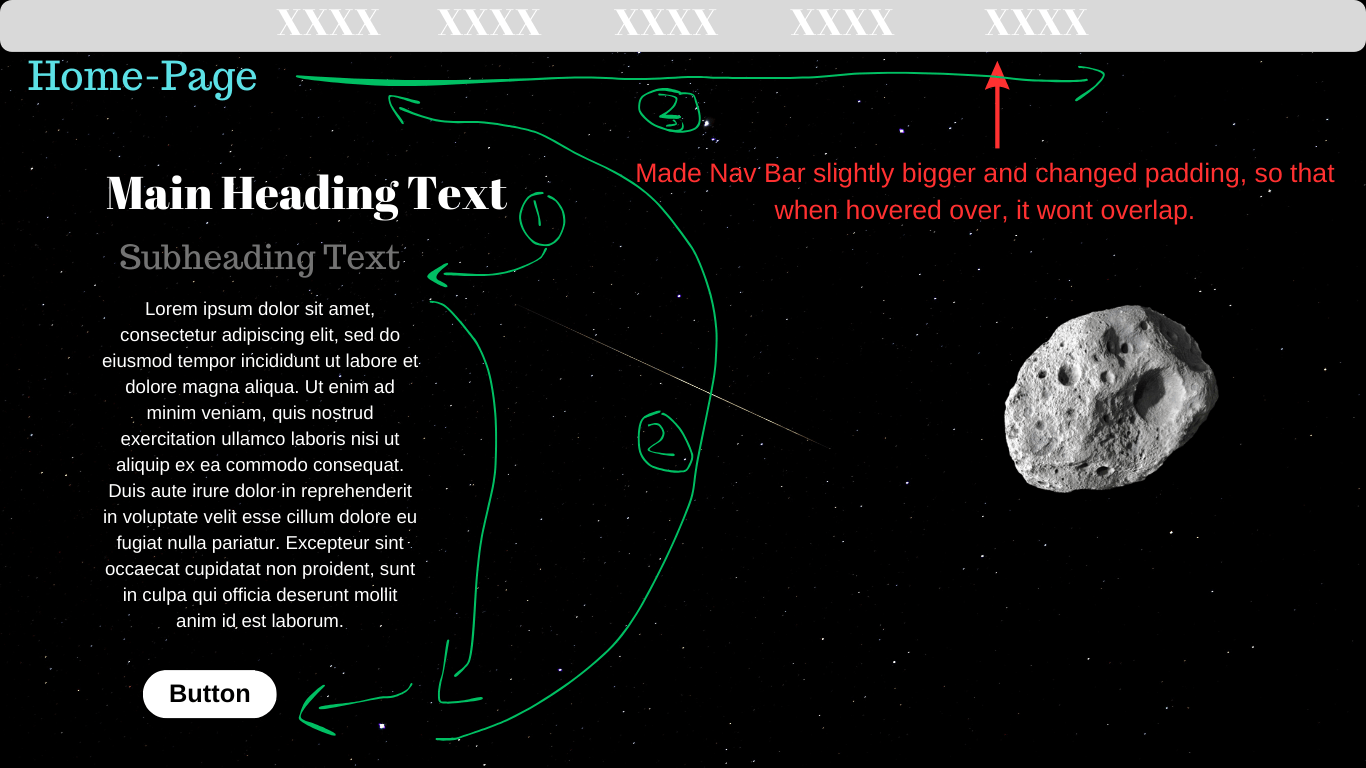 XXXX XXXX XXXX XXXX XXXX
Home-Page
2
Main Heading Text
1
Made Nav Bar slightly bigger and changed padding, so that
when hovered over, it wont overlap.
Subheading Text
Lorem ipsum dolor sit amet,
consectetur adipiscing elit, sed do
eiusmod tempor incididunt ut labore et
dolore magna aliqua. Ut enim ad
minim veniam, quis nostrud
exercitation ullamco laboris nisi ut
aliquip ex ea commodo consequat.
Duis aute irure dolor in reprehenderit
in voluptate velit esse cillum dolore eu
fugiat nulla pariatur. Excepteur sint
occaecat cupidatat non proident, sunt
in culpa qui officia deserunt mollit
anim id est laborum.
2
Button